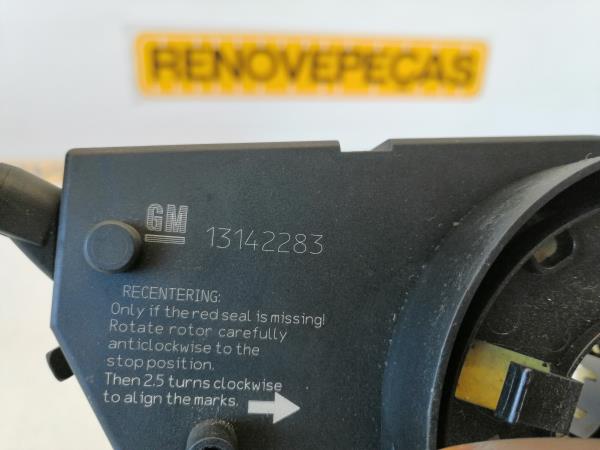 RENOVEPEÇAS
GM
13142283
RECENTERING:
Only if the red seal is missing!
Rotate rotor carefully
anticlockwise to the
stop position.
Then 2.5 turns clockwise
to align the marks.